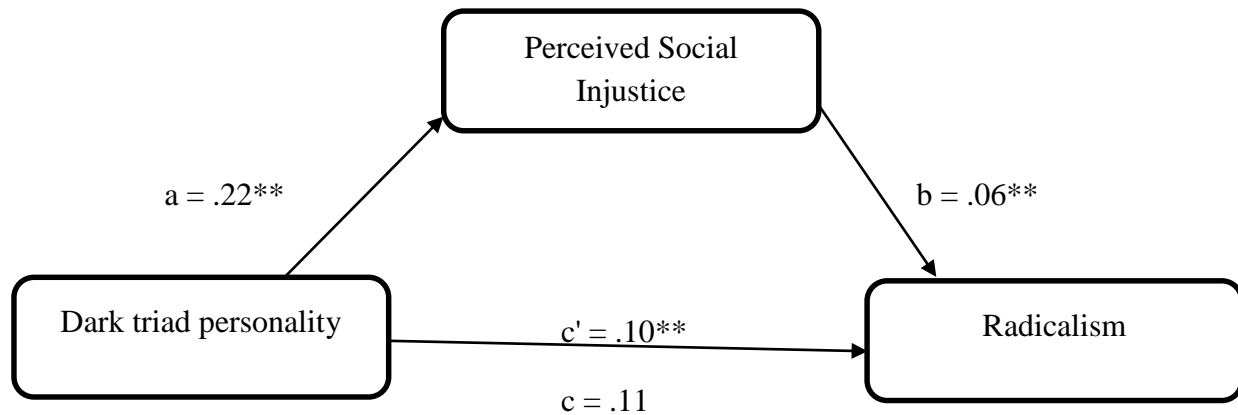 Perceived Social
Injustice
a = .22**
b = .06**
Dark triad personality
c' = .10**
Radicalism
c = .11